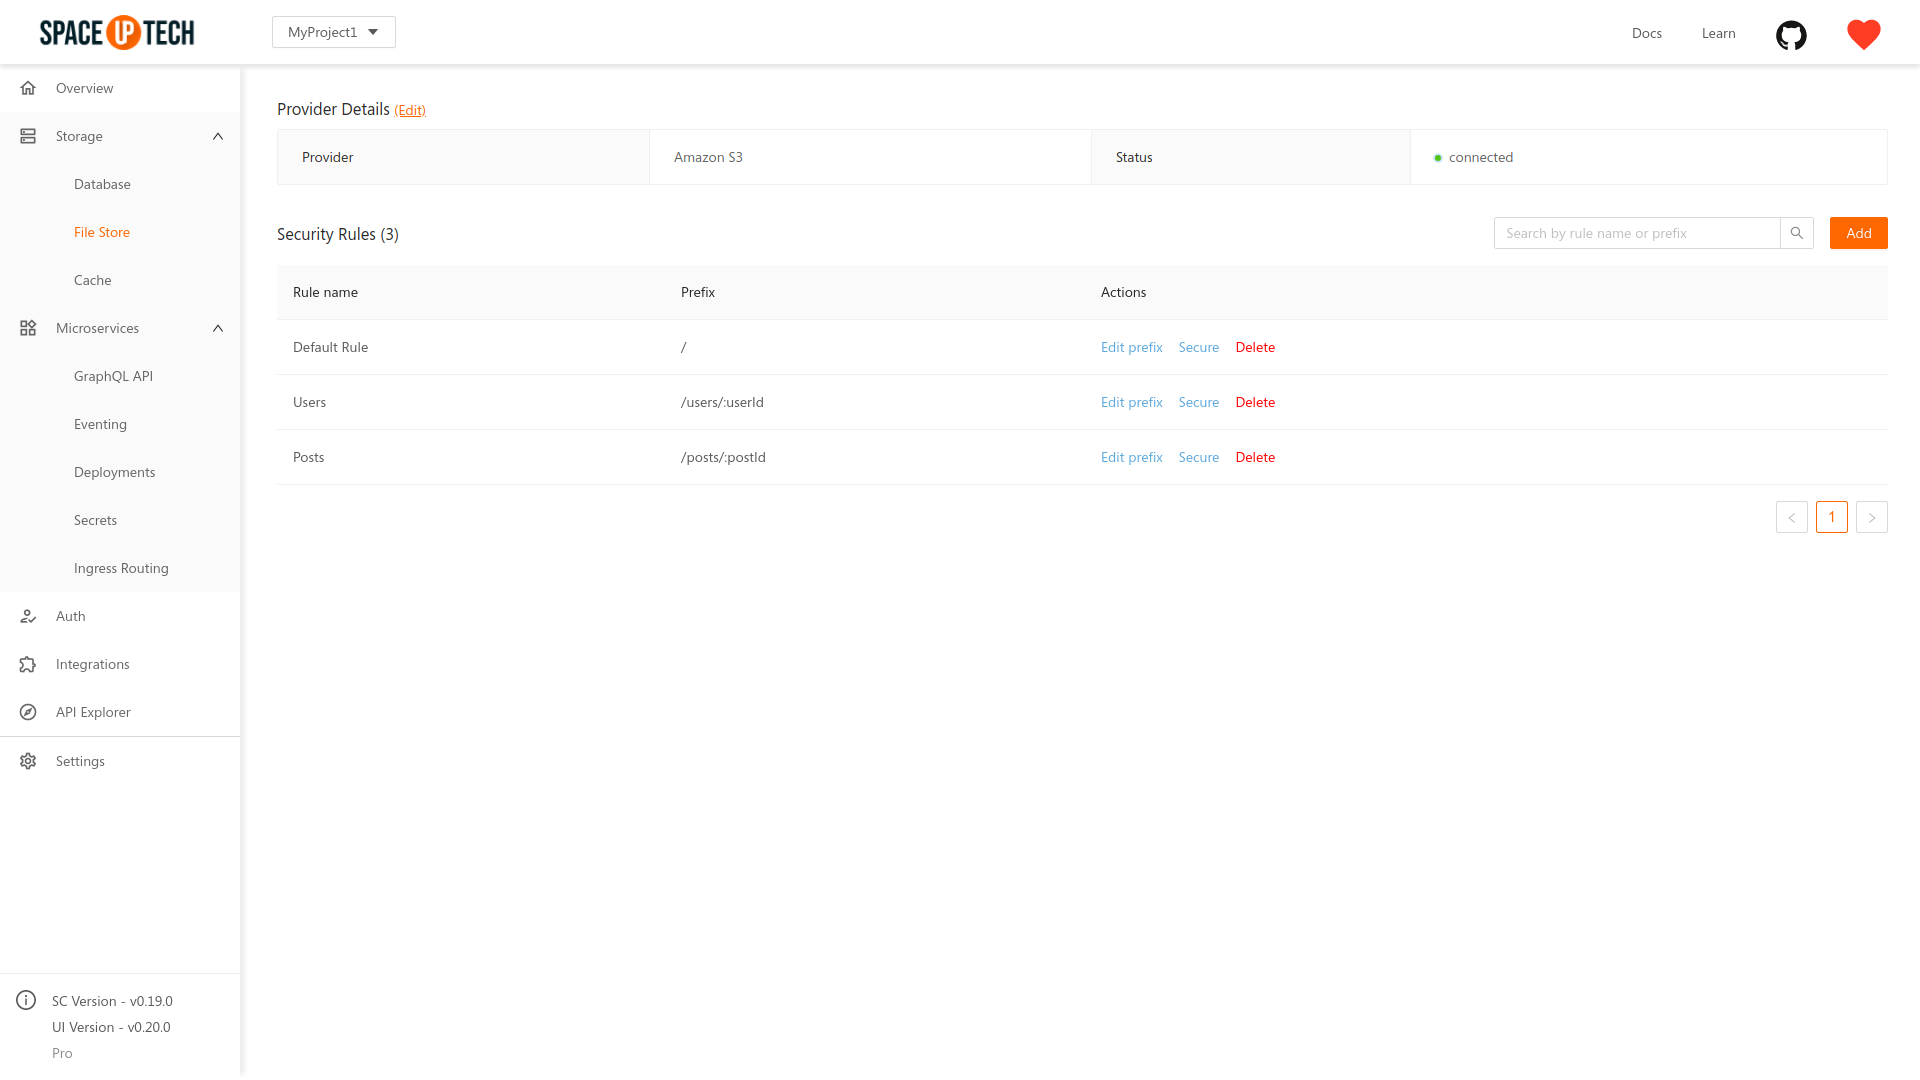 SPACE UP TECH
MyProject1
Docs
Learn
Overview
Storage
Database
File Store
Cache
Microservices
GraphQL API
Eventing
Deployments
Secrets
Ingress Routing
Auth
Integrations
API Explorer
Settings
SC Version - v0.19.0
UI Version - v0.20.0
Pro
Provider Details (Edit)
Provider Amazon S3 Status connected
Security Rules (3)
Search by rule name or prefix
Add
Rule name Prefix Actions
Default Rule / Edit prefix Secure Delete
Users /users/:userId Edit prefix Secure Delete
Posts /posts/:postId Edit prefix Secure Delete
< 1 >